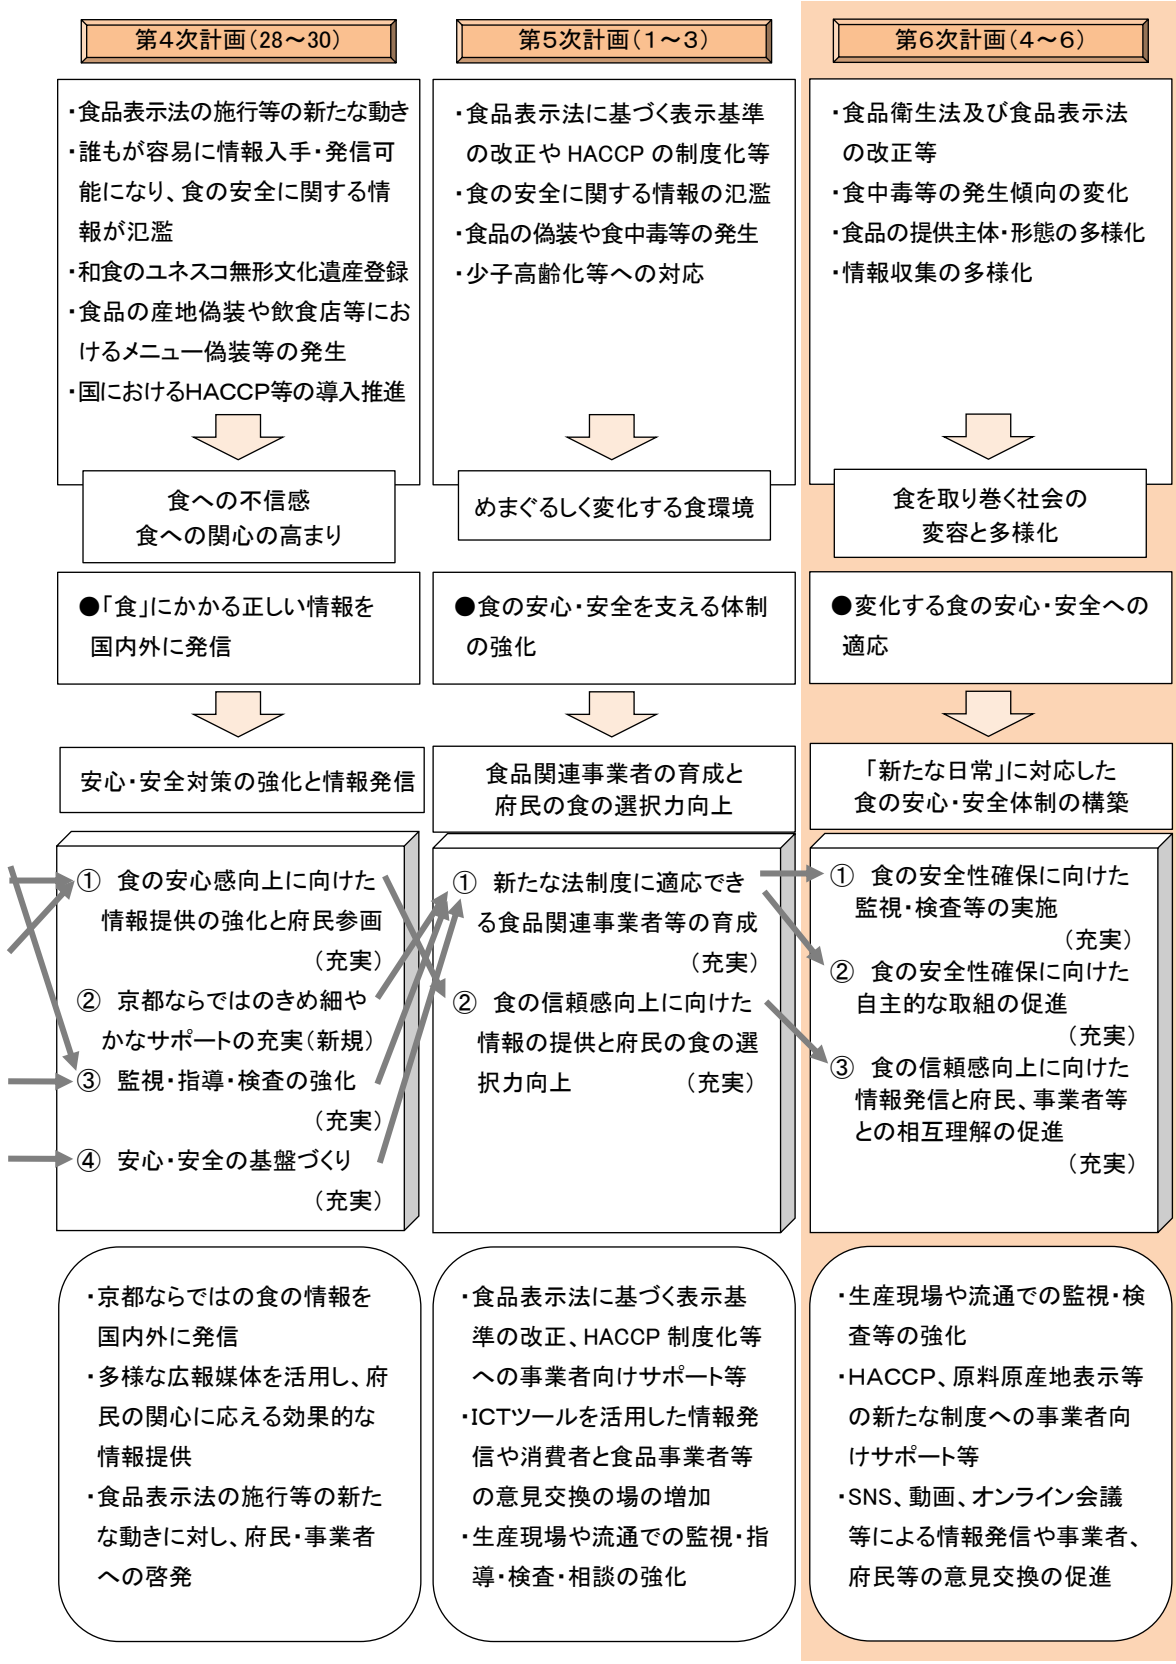 第4次計画(28～30)
・食品表示法の施行等の新たな動き
・誰もが容易に情報入手・発信可
能になり、食の安全に関する情
報が氾濫
・和食のユネスコ無形文化遺産登録
・食品の産地偽装や飲食店等にお
けるメニュー偽装等の発生
・国におけるHACCP等の導入推進
食への不信感
食への関心の高まり
●「食」にかかる正しい情報を
国内外に発信
安心・安全対策の強化と情報発信
① 食の安心感向上に向けた
情報提供の強化と府民参画
(充実)
② 京都ならではのきめ細や
かなサポートの充実(新規)
③ 監視・指導・検査の強化
(充実)
④ 安心・安全の基盤づくり
(充実)
・京都ならではの食の情報を
国内外に発信
・多様な広報媒体を活用し、府
民の関心に応える効果的な
情報提供
・食品表示法の施行等の新た
な動きに対し、府民・事業者
への啓発
第5次計画(1～3)
・食品表示法に基づく表示基準
の改正や HACCP の制度化等
・食の安全に関する情報の氾濫
・食品の偽装や食中毒等の発生
・少子高齢化等への対応
めまぐるしく変化する食環境
●食の安心・安全を支える体制
の強化
食品関連事業者の育成と
府民の食の選択力向上
① 新たな法制度に適応でき
る食品関連事業者等の育成
(充実)
② 食の信頼感向上に向けた
情報の提供と府民の食の選
択力向上 (充実)
・食品表示法に基づく表示基
準の改正、HACCP 制度化等
への事業者向けサポート等
・ICTツールを活用した情報発
信や消費者と食品事業者等
の意見交換の場の増加
・生産現場や流通での監視・指
導・検査・相談の強化
第6次計画(4～6)
・食品衛生法及び食品表示法
の改正等
・食中毒等の発生傾向の変化
・食品の提供主体・形態の多様化
・情報収集の多様化
食を取り巻く社会の
変容と多様化
●変化する食の安心・安全への
適応
「新たな日常」に対応した
食の安心・安全体制の構築
① 食の安全性確保に向けた
監視・検査等の実施
(充実)
② 食の安全性確保に向けた
自主的な取組の促進
(充実)
③ 食の信頼感向上に向けた
情報発信と府民、事業者等
との相互理解の促進
(充実)
・生産現場や流通での監視・検
査等の強化
・HACCP、原料原産地表示等
の新たな制度への事業者向
けサポート等
・SNS、動画、オンライン会議
等による情報発信や事業者、
府民等の意見交換の促進